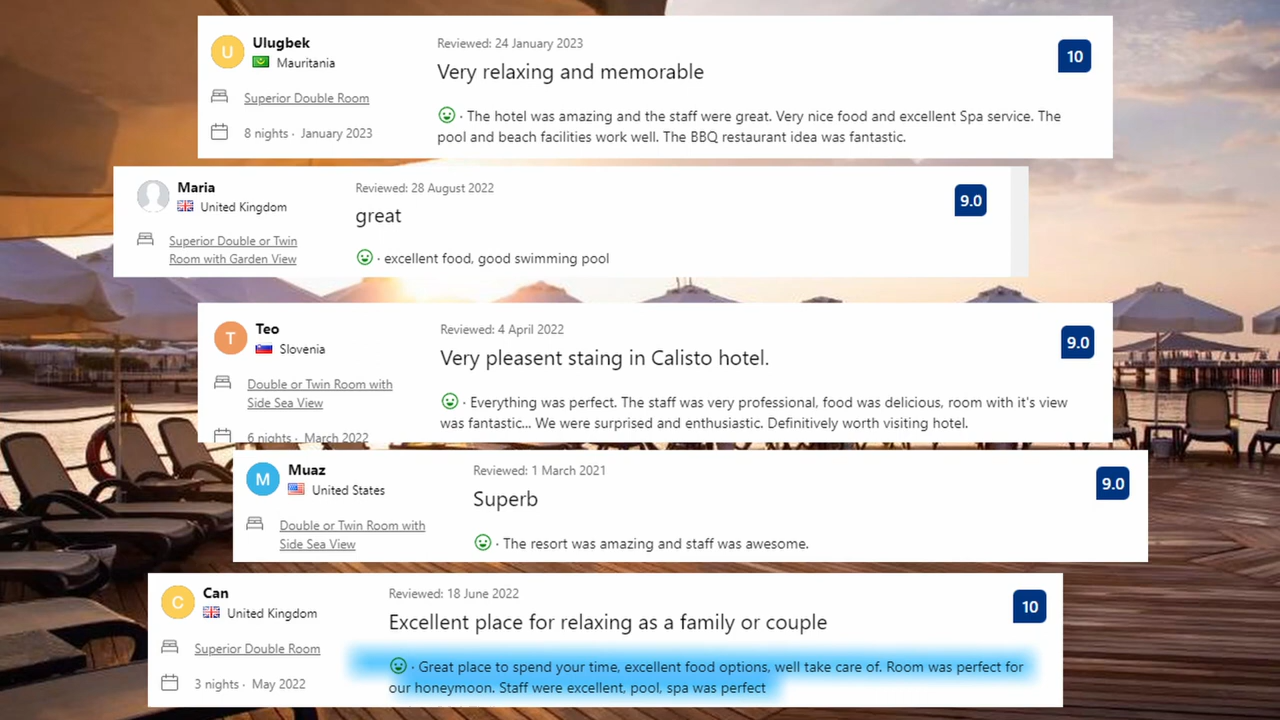 U
Ulugbek
Mauritania
Superior Double Room
8 nights · January 2023
Reviewed: 24 January 2023
Very relaxing and memorable
10
· The hotel was amazing and the staff were great. Very nice food and excellent Spa service. The
pool and beach facilities work well. The BBQ restaurant idea was fantastic.
Maria
United Kingdom
Superior Double or Twin
Room with Garden View
Reviewed: 28 August 2022
great
9.0
· excellent food, good swimming pool
T
Teo
Slovenia
Double or Twin Room with
Side Sea View
6 nights · March 2022
Reviewed: 4 April 2022
Very pleasent staing in Calisto hotel.
9.0
· Everything was perfect. The staff was very professional, food was delicious, room with it's view
was fantastic... We were surprised and enthusiastic. Definitively worth visiting hotel.
M
Muaz
United States
Double or Twin Room with
Side Sea View
Reviewed: 1 March 2021
Superb
9.0
· The resort was amazing and staff was awesome.
C
Can
United Kingdom
Superior Double Room
3 nights · May 2022
Reviewed: 18 June 2022
Excellent place for relaxing as a family or couple
10
· Great place to spend your time, excellent food options, well take care of. Room was perfect for
our honeymoon. Staff were excellent, pool, spa was perfect